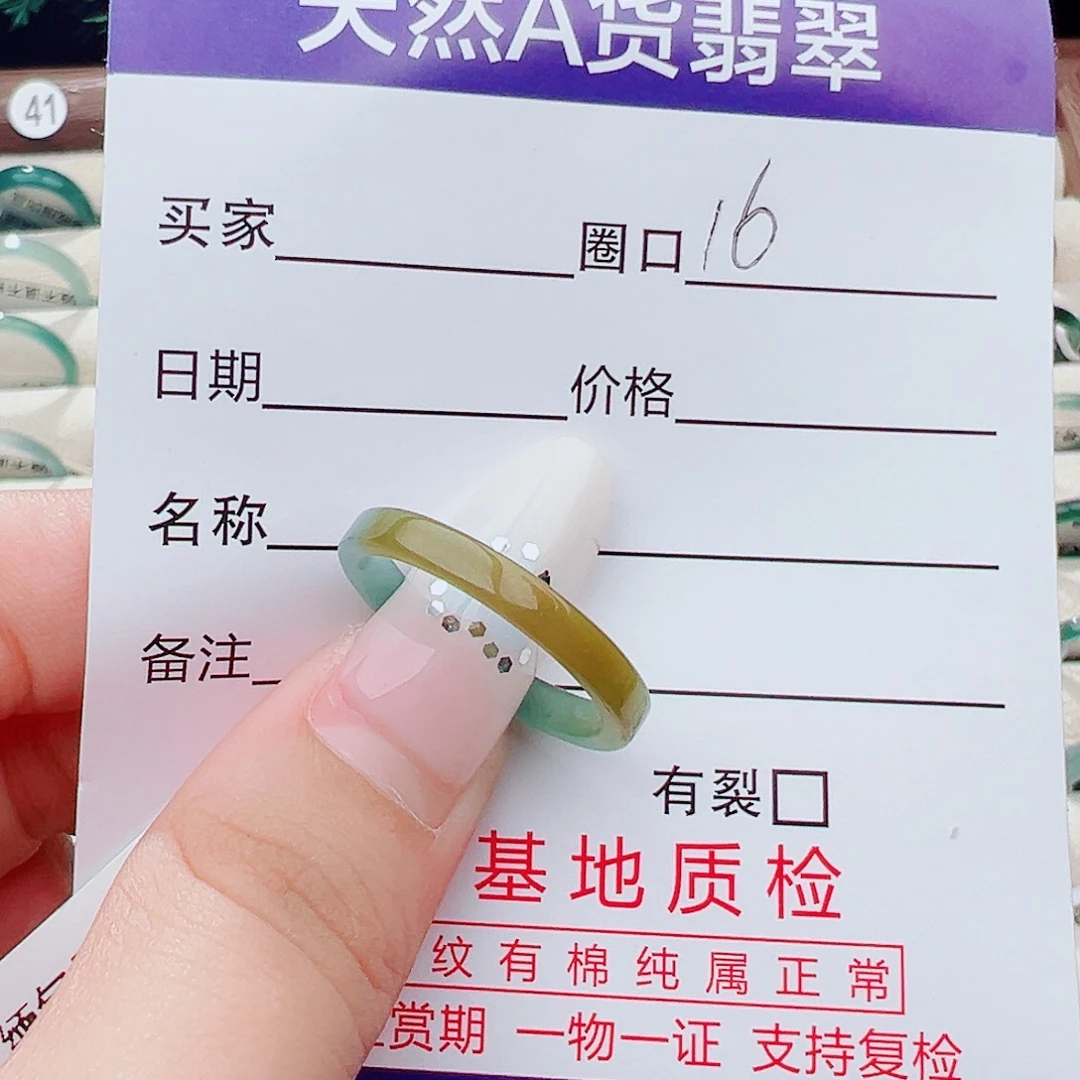 天然A货翡翠
41
买家 圈口 16
日期 价格
名称
备注
有裂
基地质检
纹有棉纯属正常
赏期 一物一证 支持复检